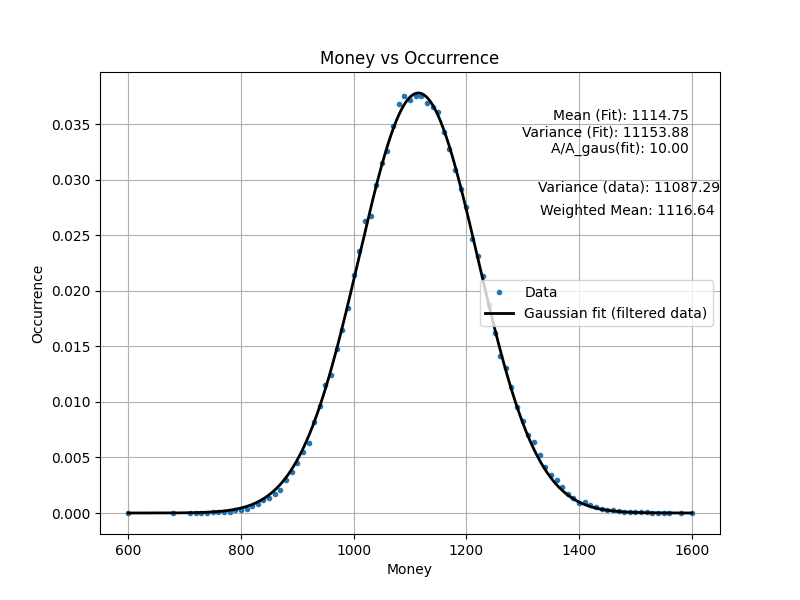 Money vs Occurrence
Mean (Fit): 1114.75
Variance (Fit): 11153.88
A/A_gaus(fit): 10.00
Variance (data): 11087.29
Weighted Mean: 1116.64
Data
Gaussian fit (filtered data)
Occurrence
0.035
0.030
0.025
0.020
0.015
0.010
0.005
0.000
600 800 1000 1200 1400 1600
Money